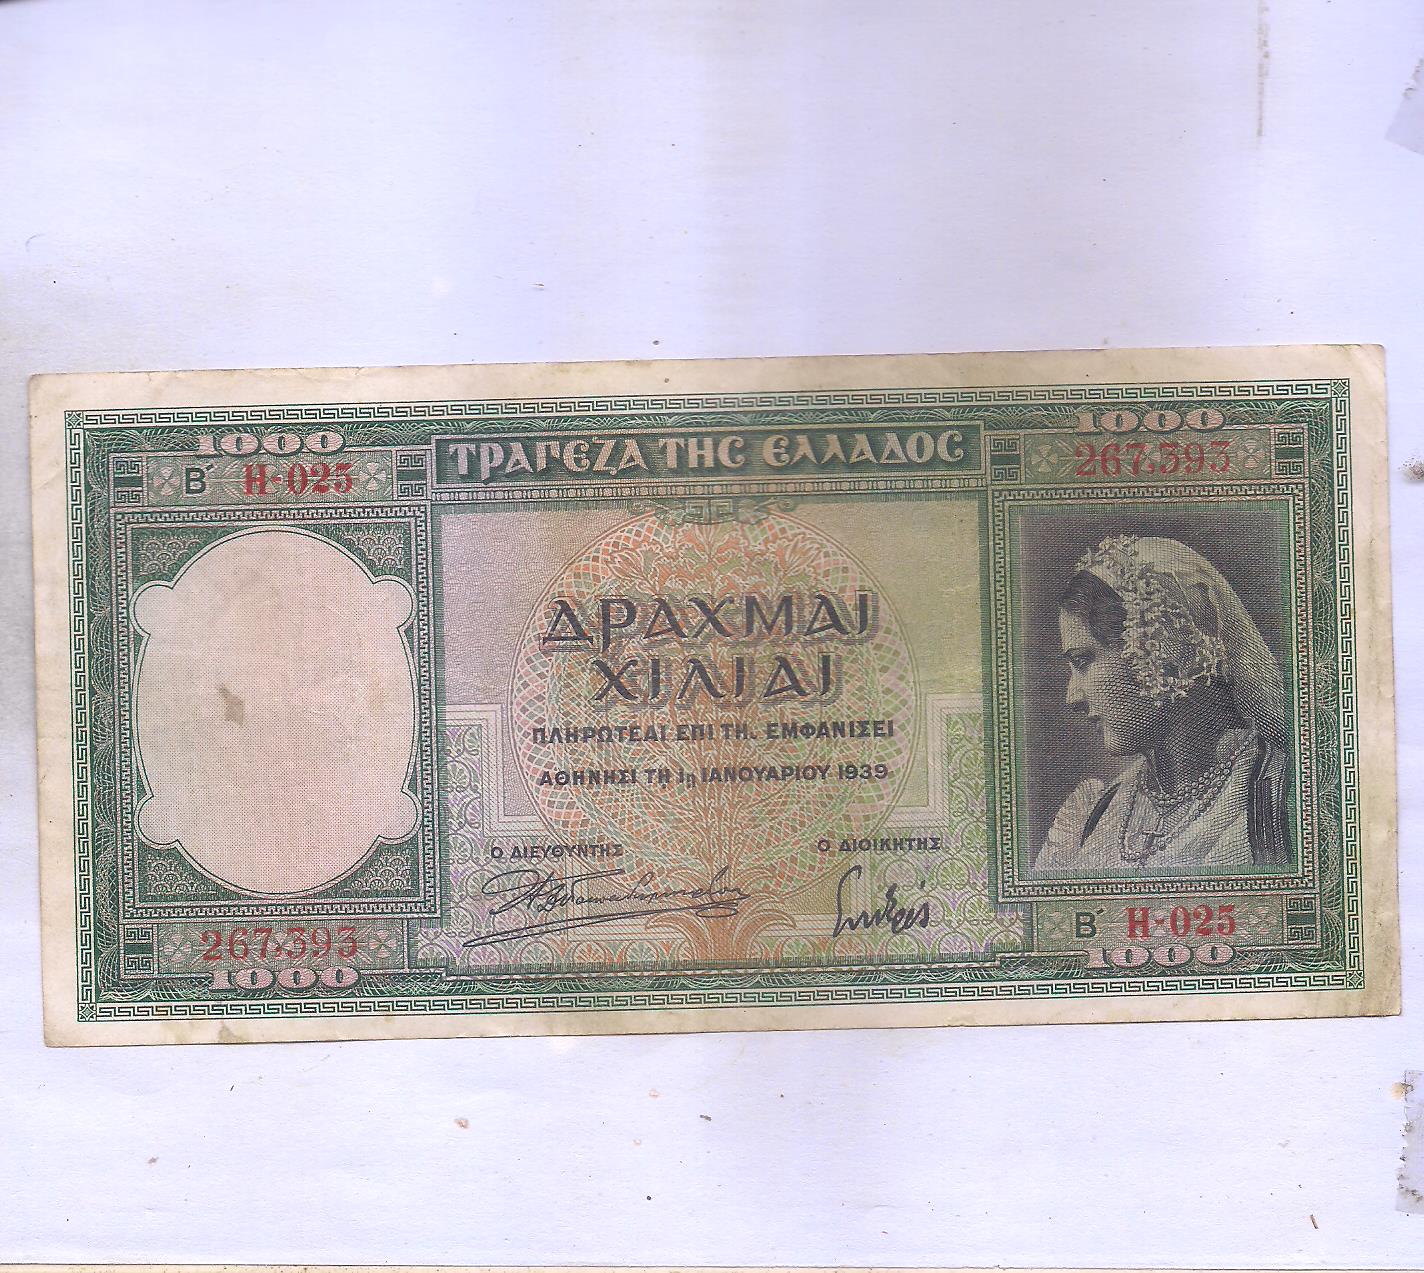 1000
ΤΡΑΠΕΖΑ ΤΗΣ ΕΛΛΑΔΟΣ
1000
Β´ Η-025
267,393
ΔΡΑΧΜΑΙ
ΧΙΛΙΑΙ
ΠΛΗΡΩΤΕΑΙ ΕΠΙ ΤΗ. ΕΜΦΑΝΙΣΕΙ
ΑΘΗΝΗΣΙ ΤΗ 1η ΙΑΝΟΥΑΡΙΟΥ 1939
Ο ΔΙΕΥΘΥΝΤΗΣ
Ο ΔΙΟΙΚΗΤΗΣ
267,393
Β´ Η-025
1000
1000